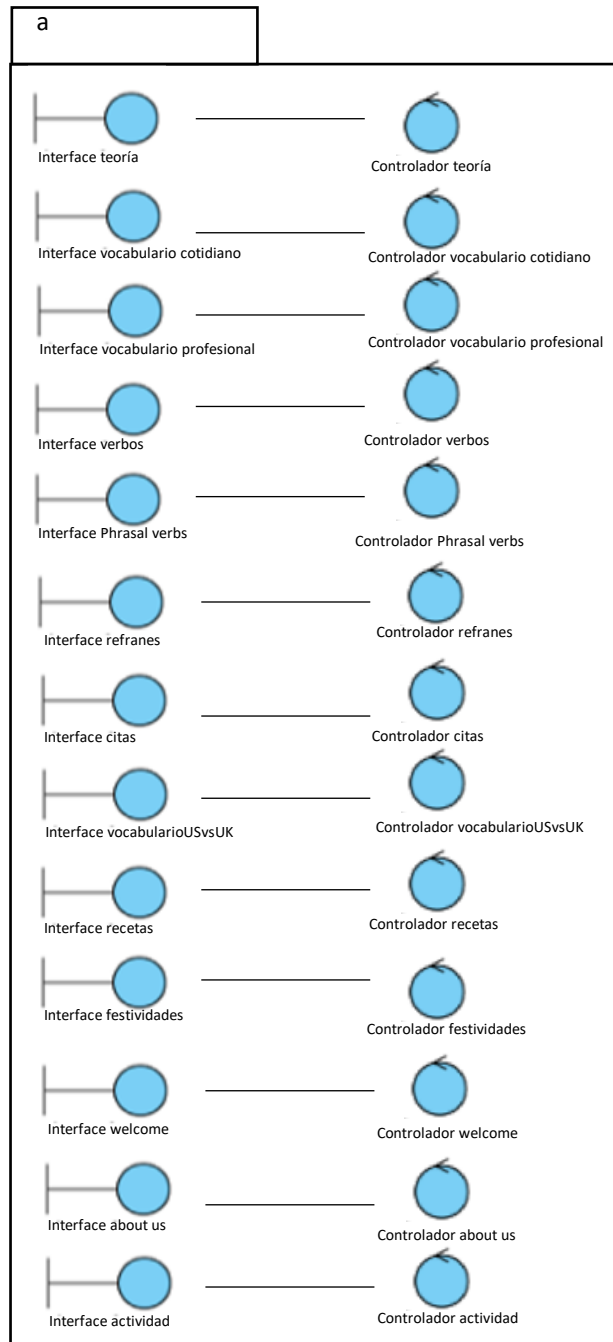 a
Interface teoría
Controlador teoría
Interface vocabulario cotidiano
Controlador vocabulario cotidiano
Interface vocabulario profesional
Controlador vocabulario profesional
Interface verbos
Controlador verbos
Interface Phrasal verbs
Controlador Phrasal verbs
Interface refranes
Controlador refranes
Interface citas
Controlador citas
Interface vocabularioUSvsUK
Controlador vocabularioUSvsUK
Interface recetas
Controlador recetas
Interface festividades
Controlador festividades
Interface welcome
Controlador welcome
Interface about us
Controlador about us
Interface actividad
Controlador actividad